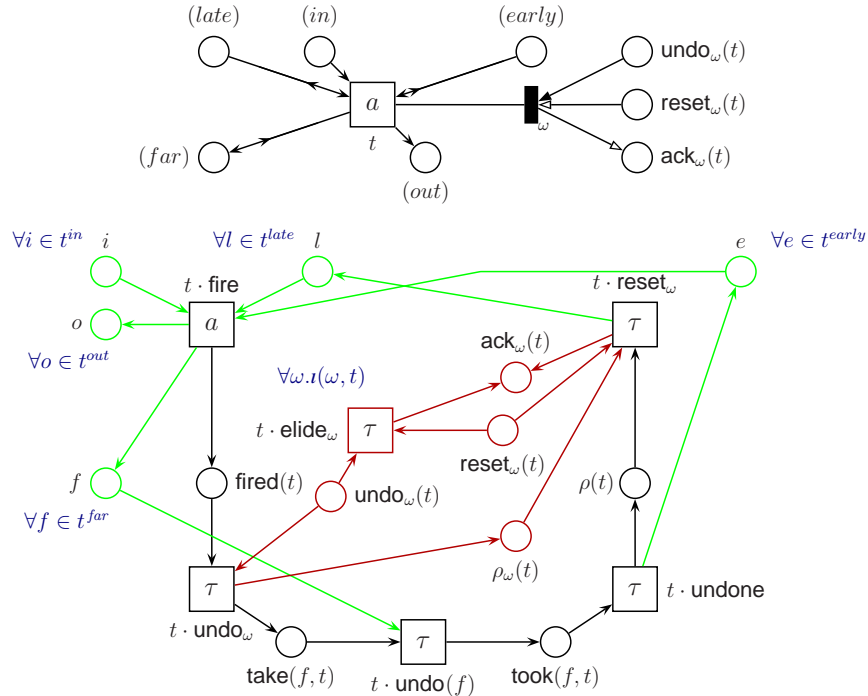 (late) (in) (early)
undo_ω(t)
a reset_ω(t)
ω
t
(far) ack_ω(t)
(out)
∀i ∈ t^in i ∀l ∈ t^late l e ∀e ∈ t^early
t · fire t · reset_ω
o a τ
ack_ω(t)
∀o ∈ t^out
∀ω.ι(ω, t)
t · elide_ω τ
reset_ω(t)
f fired(t) undo_ω(t) ρ(t)
∀f ∈ t^far
ρ_ω(t)
τ τ t · undone
t · undo_ω τ
take(f, t) took(f, t)
t · undo(f)